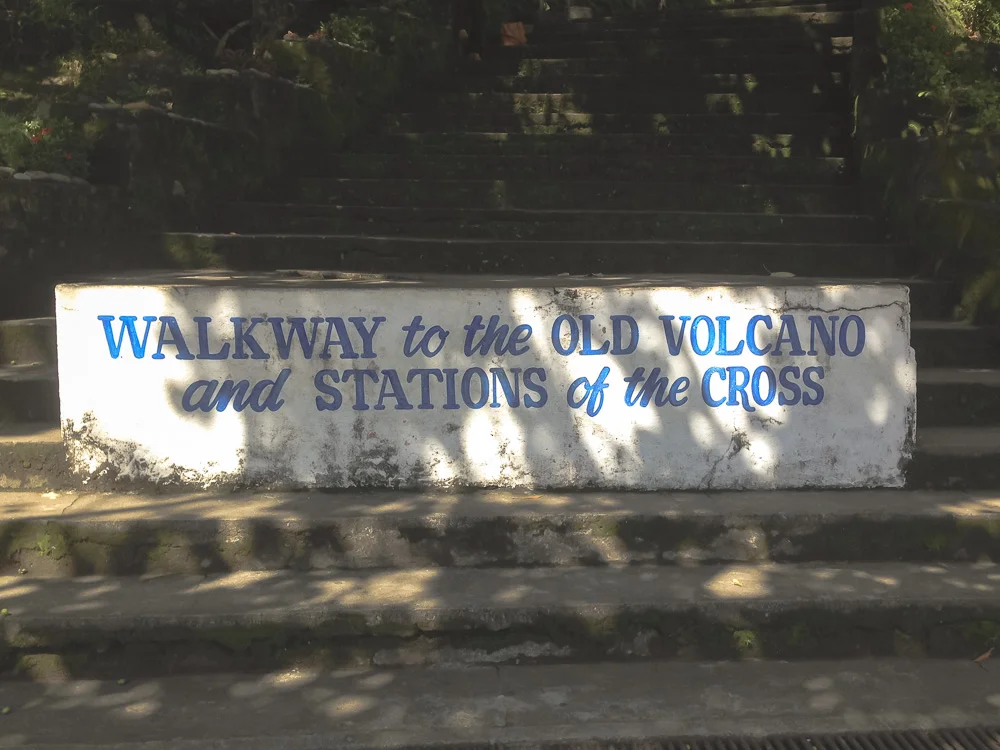 WALKWAY to the OLD VOLCANO
and STATIONS of the CROSS